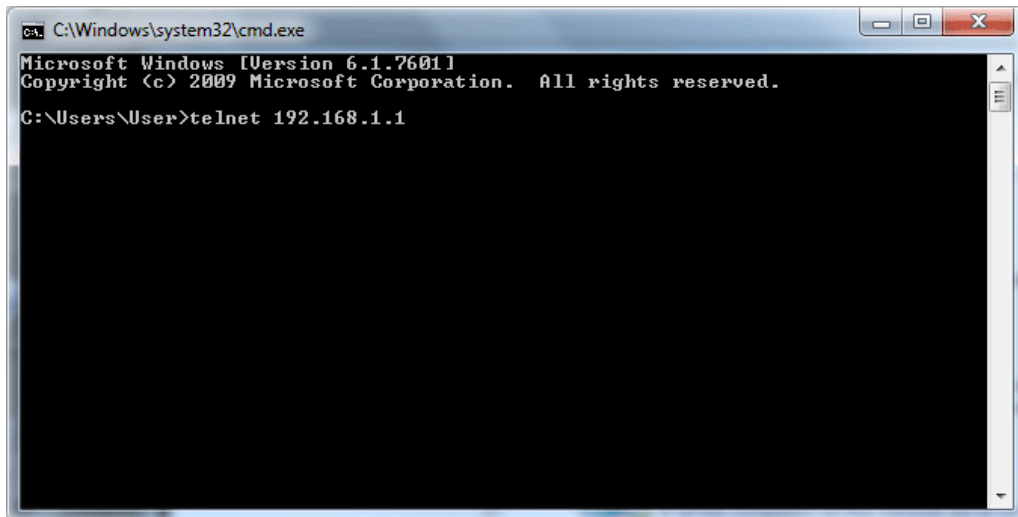 C:\Windows\system32\cmd.exe
Microsoft Windows [Version 6.1.7601]
Copyright (c) 2009 Microsoft Corporation.  All rights reserved.
C:\Users\User>telnet 192.168.1.1